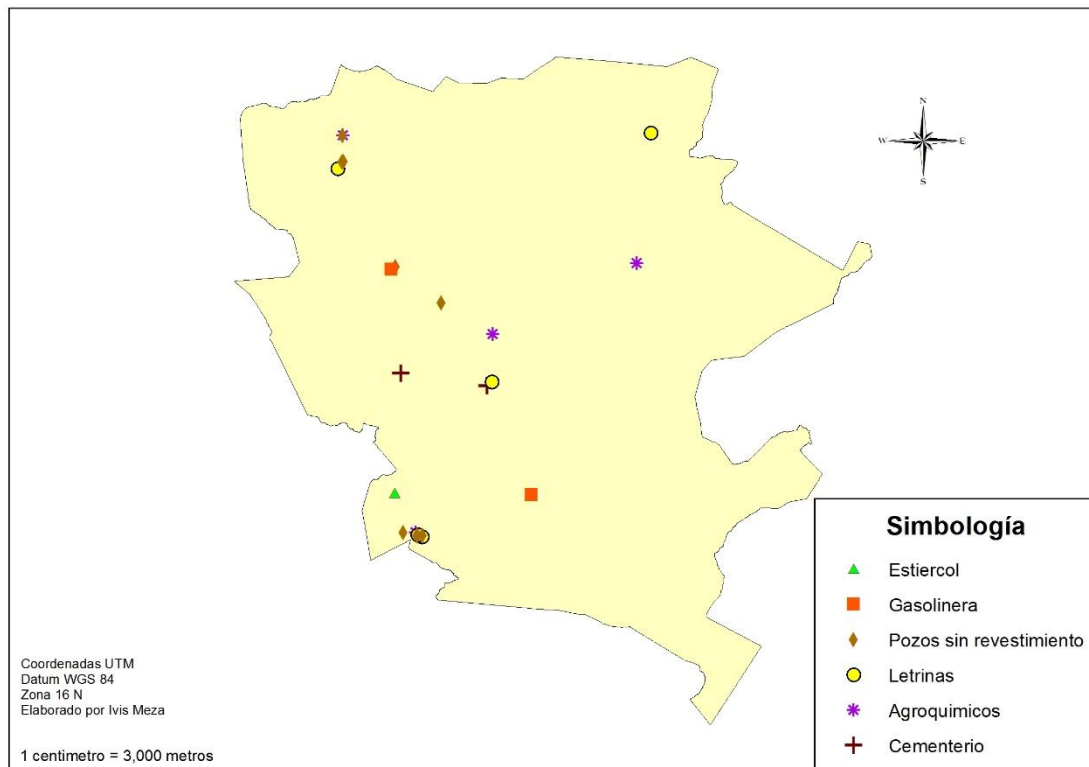 N
W
E
S
Simbología
Estiercol
Gasolinera
Pozos sin revestimiento
Letrinas
Agroquimicos
Cementerio
Coordenadas UTM
Datum WGS 84
Zona 16 N
Elaborado por Ivis Meza
1 centimetro = 3,000 metros